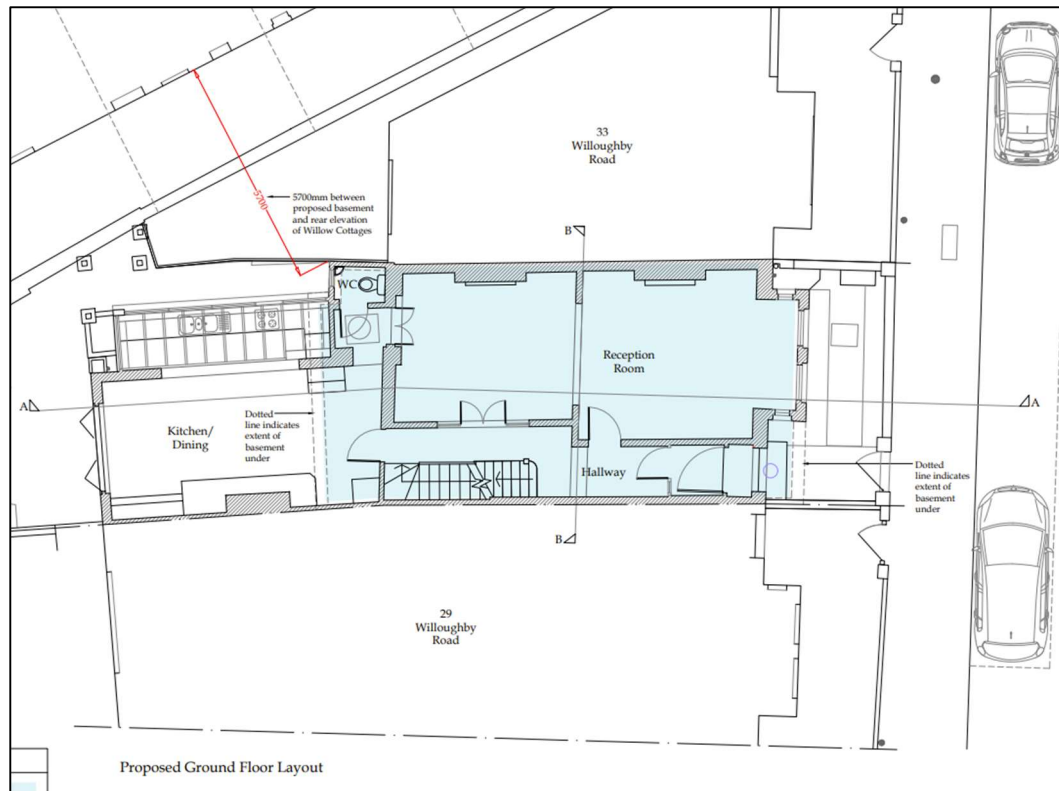 33
Willoughby
Road
5700
5700mm between
proposed basement
and rear elevation
of Willow Cottages
B
WC
Reception
Room
A
A
Dotted
line indicates
extent of
basement
under
Kitchen/
Dining
Hallway
Dotted
line indicates
extent of
basement
under
B
29
Willoughby
Road
Proposed Ground Floor Layout